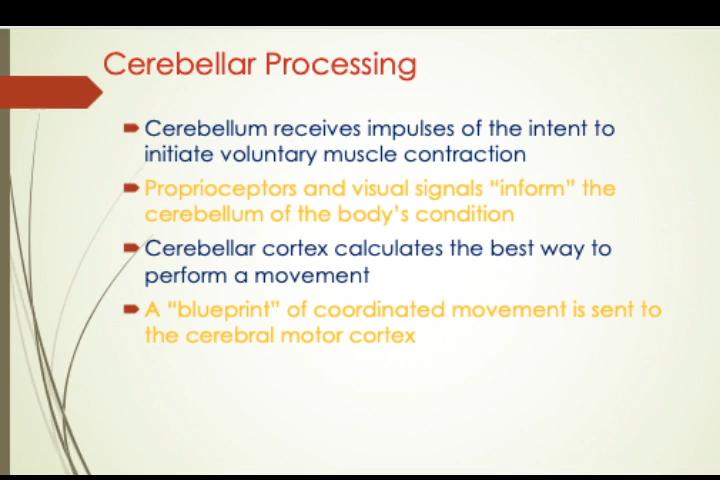 Cerebellar Processing
Cerebellum receives impulses of the intent to
initiate voluntary muscle contraction
Proprioceptors and visual signals “inform” the
cerebellum of the body’s condition
Cerebellar cortex calculates the best way to
perform a movement
A “blueprint” of coordinated movement is sent to
the cerebral motor cortex